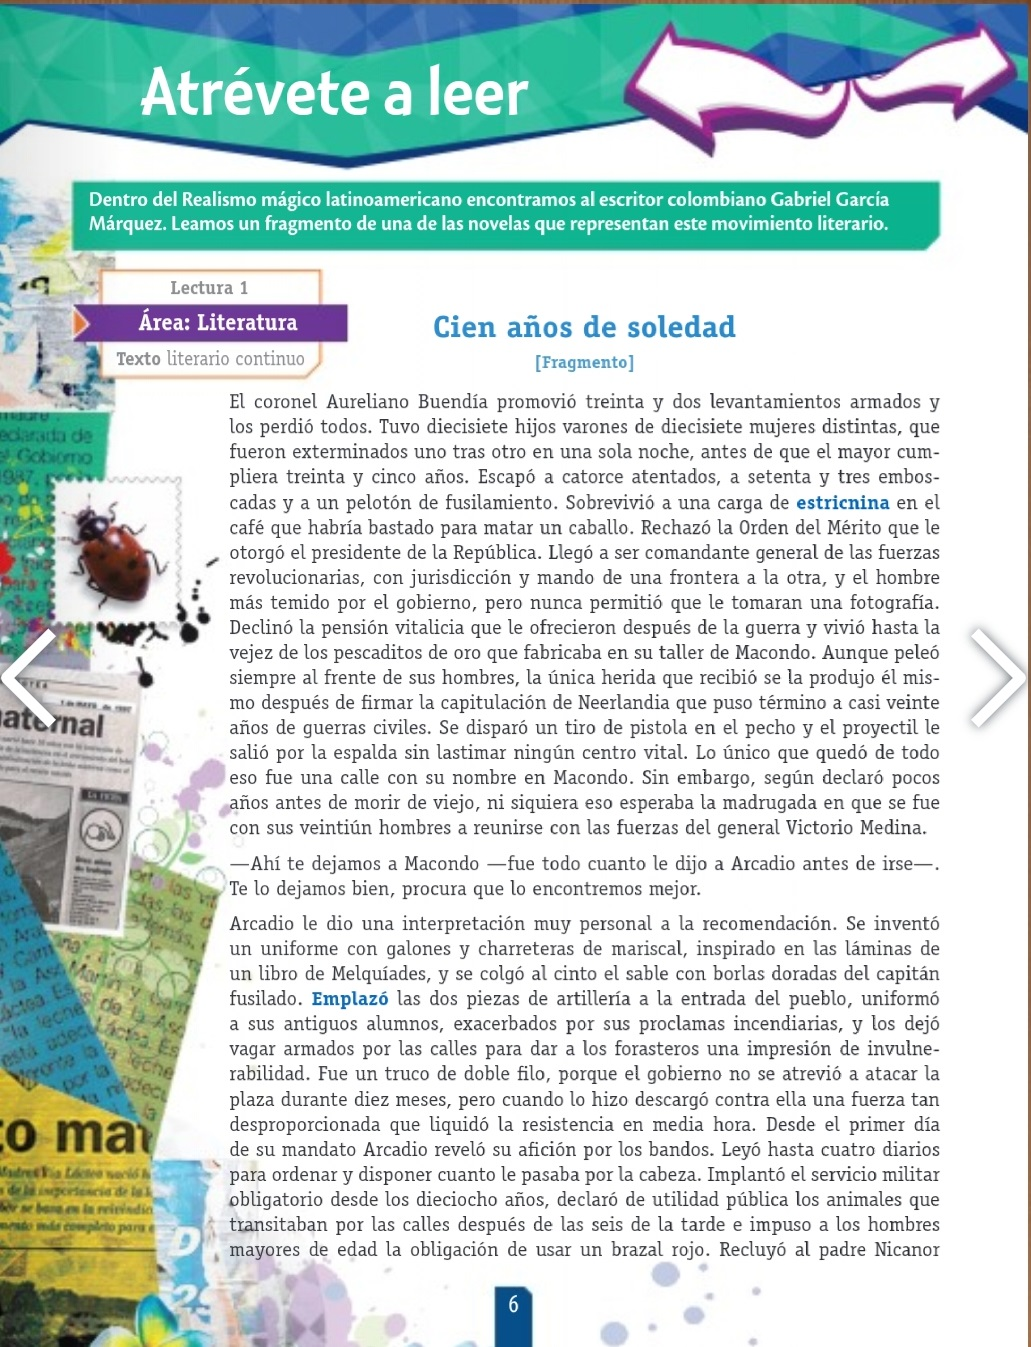 Atrévete a leer
Dentro del Realismo mágico latinoamericano encontramos al escritor colombiano Gabriel García
Márquez. Leamos un fragmento de una de las novelas que representan este movimiento literario.
Lectura 1
Área: Literatura
Texto literario continuo
Cien años de soledad
[Fragmento]
El coronel Aureliano Buendía promovió treinta y dos levantamientos armados y
los perdió todos. Tuvo diecisiete hijos varones de diecisiete mujeres distintas, que
fueron exterminados uno tras otro en una sola noche, antes de que el mayor cum-
pliera treinta y cinco años. Escapó a catorce atentados, a setenta y tres embos-
cadas y a un pelotón de fusilamiento. Sobrevivió a una carga de estricnina en el
café que habría bastado para matar un caballo. Rechazó la Orden del Mérito que le
otorgó el presidente de la República. Llegó a ser comandante general de las fuerzas
revolucionarias, con jurisdicción y mando de una frontera a la otra, y el hombre
más temido por el gobierno, pero nunca permitió que le tomaran una fotografía.
Declinó la pensión vitalicia que le ofrecieron después de la guerra y vivió hasta la
vejez de los pescaditos de oro que fabricaba en su taller de Macondo. Aunque peleó
siempre al frente de sus hombres, la única herida que recibió se la produjo él mis-
mo después de firmar la capitulación de Neerlandia que puso término a casi veinte
años de guerras civiles. Se disparó un tiro de pistola en el pecho y el proyectil le
salió por la espalda sin lastimar ningún centro vital. Lo único que quedó de todo
eso fue una calle con su nombre en Macondo. Sin embargo, según declaró pocos
años antes de morir de viejo, ni siquiera eso esperaba la madrugada en que se fue
con sus veintiún hombres a reunirse con las fuerzas del general Victorio Medina.
—Ahí te dejamos a Macondo —fue todo cuanto le dijo a Arcadio antes de irse—.
Te lo dejamos bien, procura que lo encontremos mejor.
Arcadio le dio una interpretación muy personal a la recomendación. Se inventó
un uniforme con galones y charreteras de mariscal, inspirado en las láminas de
un libro de Melquíades, y se colgó al cinto el sable con borlas doradas del capitán
fusilado. Emplazó las dos piezas de artillería a la entrada del pueblo, uniformó
a sus antiguos alumnos, exacerbados por sus proclamas incendiarias, y los dejó
vagar armados por las calles para dar a los forasteros una impresión de invulne-
rabilidad. Fue un truco de doble filo, porque el gobierno no se atrevió a atacar la
plaza durante diez meses, pero cuando lo hizo descargó contra ella una fuerza tan
desproporcionada que liquidó la resistencia en media hora. Desde el primer día
de su mandato Arcadio reveló su afición por los bandos. Leyó hasta cuatro diarios
para ordenar y disponer cuanto le pasaba por la cabeza. Implantó el servicio militar
obligatorio desde los dieciocho años, declaró de utilidad pública los animales que
transitaban por las calles después de las seis de la tarde e impuso a los hombres
mayores de edad la obligación de usar un brazal rojo. Recluyó al padre Nicanor
6